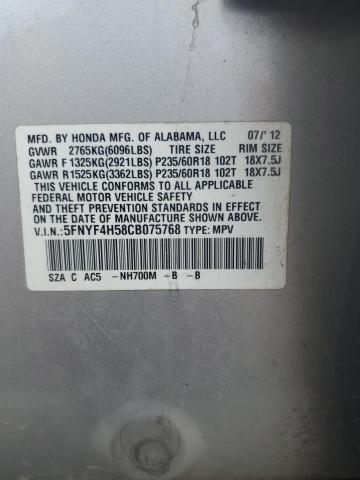 MFD. BY HONDA MFG. OF ALABAMA, LLC 07/'12
GVWR 2765KG(6096LBS) TIRE SIZE RIM SIZE
GAWR F 1325KG(2921LBS) P235/60R18 102T 18X7.5J
GAWR R 1525KG(3362LBS) P235/60R18 102T 18X7.5J
THIS VEHICLE CONFORMS TO ALL APPLICABLE
FEDERAL MOTOR VEHICLE SAFETY
AND THEFT PREVENTION STANDARDS IN EFFECT
ON THE DATE OF MANUFACTURE SHOWN ABOVE.
V.I.N.: 5FNYF4H58CB075768 TYPE: MPV
SZA C AC5 -NH700M -B -B